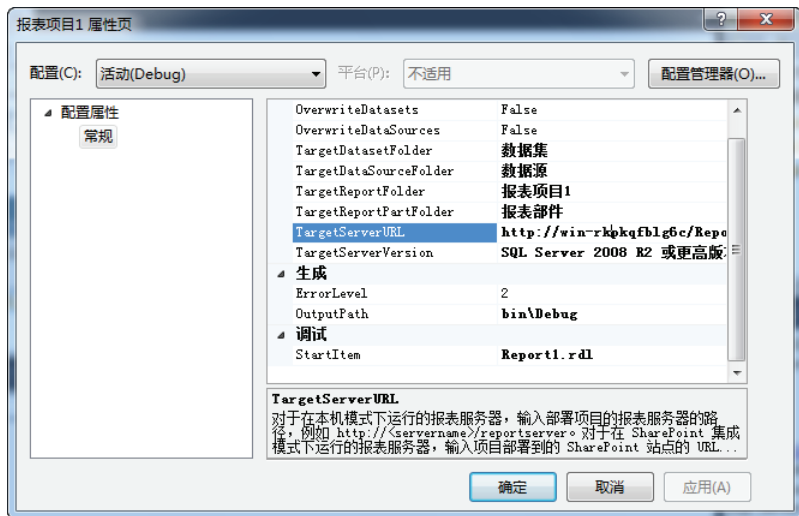 报表项目1 属性页
配置(C): 活动(Debug) 平台(P): 不适用 配置管理器(O)...
配置属性
常规
OverwriteDatasets False
OverwriteDataSources False
TargetDatasetFolder 数据集
TargetDataSourceFolder 数据源
TargetReportFolder 报表项目1
TargetReportPartFolder 报表部件
TargetServerURL http://win-rkpkqfblg6c/Repo
TargetServerVersion SQL Server 2008 R2 或更高版
生成
ErrorLevel 2
OutputPath bin\Debug
调试
StartItem Report1.rdl
TargetServerURL
对于在本机模式下运行的报表服务器，输入部署项目的报表服务器的路
径，例如 http://<servername>/reportserver。对于在 SharePoint 集成
模式下运行的报表服务器，输入项目部署到的 SharePoint 站点的 URL...
确定 取消 应用(A)